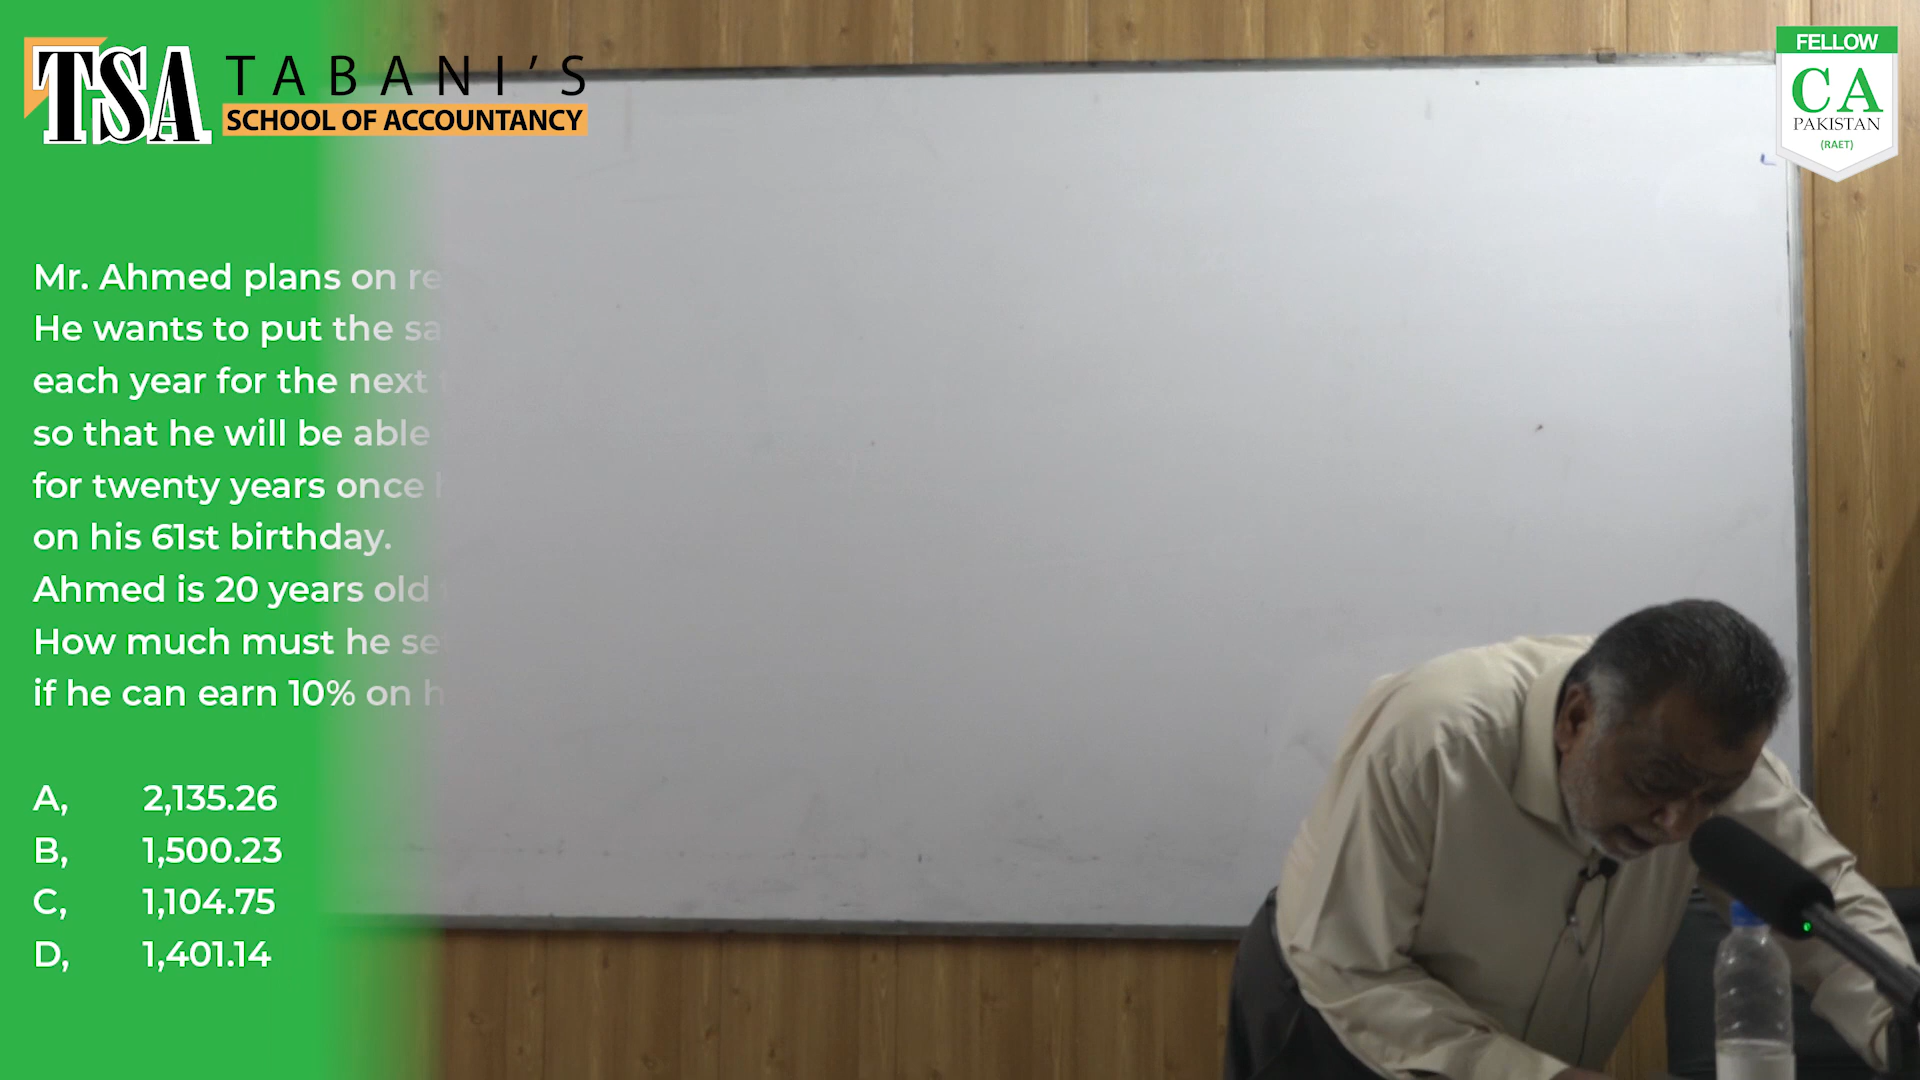 TSA TABANI'S
SCHOOL OF ACCOUNTANCY
FELLOW
CA
PAKISTAN
(RAET)
Mr. Ahmed plans on
He wants to put the
each year for the next
so that he will be able
for twenty years once
on his 61st birthday.
Ahmed is 20 years old
How much must he
if he can earn 10% on
A, 2,135.26
B, 1,500.23
C, 1,104.75
D, 1,401.14